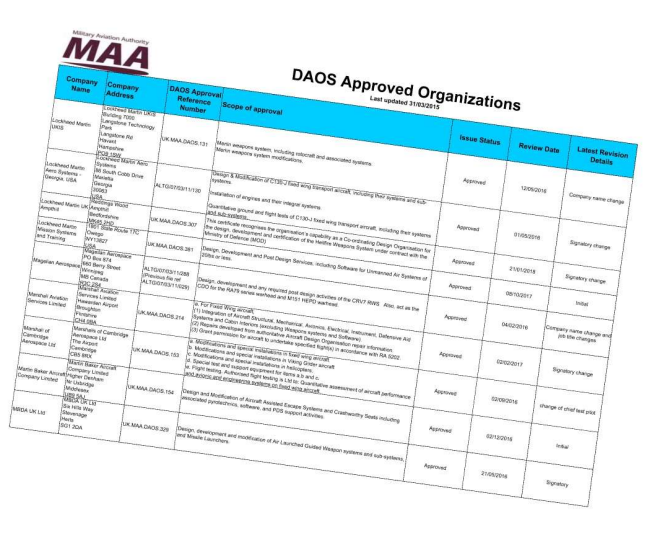 Military Aviation Authority
MAA
DAOS Approved Organizations
Last updated 31/03/2015
Company Name
Company Address
DAOS Approval Reference Number
Scope of approval
Issue Status
Review Date
Latest Revision Details
Lockheed Martin UKIS
Lockheed Martin UKIS
Building 7000
Langstone Technology
Park
Langstone Rd
Havant
Hampshire
PO9 1SW
UK.MAA.DAOS.131
Merlin weapons system, including rotocraft and associated systems.
Merlin weapons system modifications.
Approved
12/05/2016
Company name change
Lockheed Martin
Aero Systems -
Georgia, USA
Lockheed Martin Aero
Systems
86 South Cobb Drive
Marietta
Georgia
30063
USA
ALTG/07/03/11/130
Design & Modification of C130-J fixed wing transport aircraft, including their systems and sub-
systems.
Installation of engines and their integral systems
Quantitative ground and flight tests of C130-J fixed wing transport aircraft, including their systems
and sub-systems.
Approved
01/05/2016
Signatory change
Lockheed Martin UK
Ampthill
Reddings Wood
Ampthill
Bedfordshire
MK45 2HD
UK.MAA.DAOS.307
This certificate recognises the organisation's capability as a Co-ordinating Design Organisation for
the design, development and certification of the Hellfire Weapons System under contract with the
Ministry of Defence (MOD)
Approved
21/01/2018
Signatory change
Lockheed Martin
Mission Systems
and Training
1801 State Route 17C
Owego
NY13827
USA
UK.MAA.DAOS.381
Design, Development and Post Design Services, including Software for Unmanned Air Systems of
20lbs or less.
Approved
08/10/2017
Initial
Magellan Aerospace
Magellan Aerospace
PO Box 874
660 Berry Street
Winnipeg
MB Canada
R3C 2S4
ALTG/07/03/11/288
(Previous file ref
ALTG/07/03/11/029)
Design, development and any required post design activities of the CRV7 RWS. Also, act as the
CDO for the RA79 series warhead and M151 HEPD warhead.
Approved
04/02/2016
Company name change and
job title changes.
Marshall Aviation
Services Limited
Marshall Aviation
Services Limited
Hawarden Airport
Broughton
Flintshire
CH4 0BA
UK.MAA.DAOS.214
a. For Fixed Wing aircraft:
(1) Integration of Aircraft Structural, Mechanical, Avionics, Electrical, Instrument, Defensive Aid
Systems and Cabin Interiors (excluding Weapons systems and Software)
(2) Repairs developed from authoritative Aircraft Design Organisation repair information.
(3) Grant permission for aircraft to undertake specified flight(s) in accordance with RA 5202.
Approved
02/02/2017
Signatory change
Marshall of
Cambridge
Aerospace Ltd
Marshalls of Cambridge
Aerospace Ltd
The Airport
Cambridge
CB5 8RX
UK.MAA.DAOS.153
a. Modifications and special installations in fixed wing aircraft.
b. Modifications and special installations in Viking Glider aircraft.
c. Modifications and special installations in helicopters.
d. Special test and support equipment for items a b and c.
e. Flight testing. Authorised flight testing is Ltd to: Quantitative assessment of aircraft performance
and avionic and engineering systems on fixed wing aircraft.
Approved
02/09/2016
change of chief test pilot
Martin Baker Aircraft
Company Limited
Martin Baker Aircraft
Company Limited
Higher Denham
Nr Uxbridge
Middlesex
UB9 5AJ
UK.MAA.DAOS.154
Design and Modification of Aircraft Assisted Escape Systems and Crashworthy Seats including
associated pyrotechnics, software, and PDS support activities.
Approved
02/12/2016
Initial
MBDA UK Ltd
MBDA UK Ltd
Six Hills Way
Stevenage
Herts
SG1 2DA
UK.MAA.DAOS.329
Design, development and modification of Air Launched Guided Weapon systems and sub-systems,
and Missile Launchers.
Approved
21/05/2016
Signatory